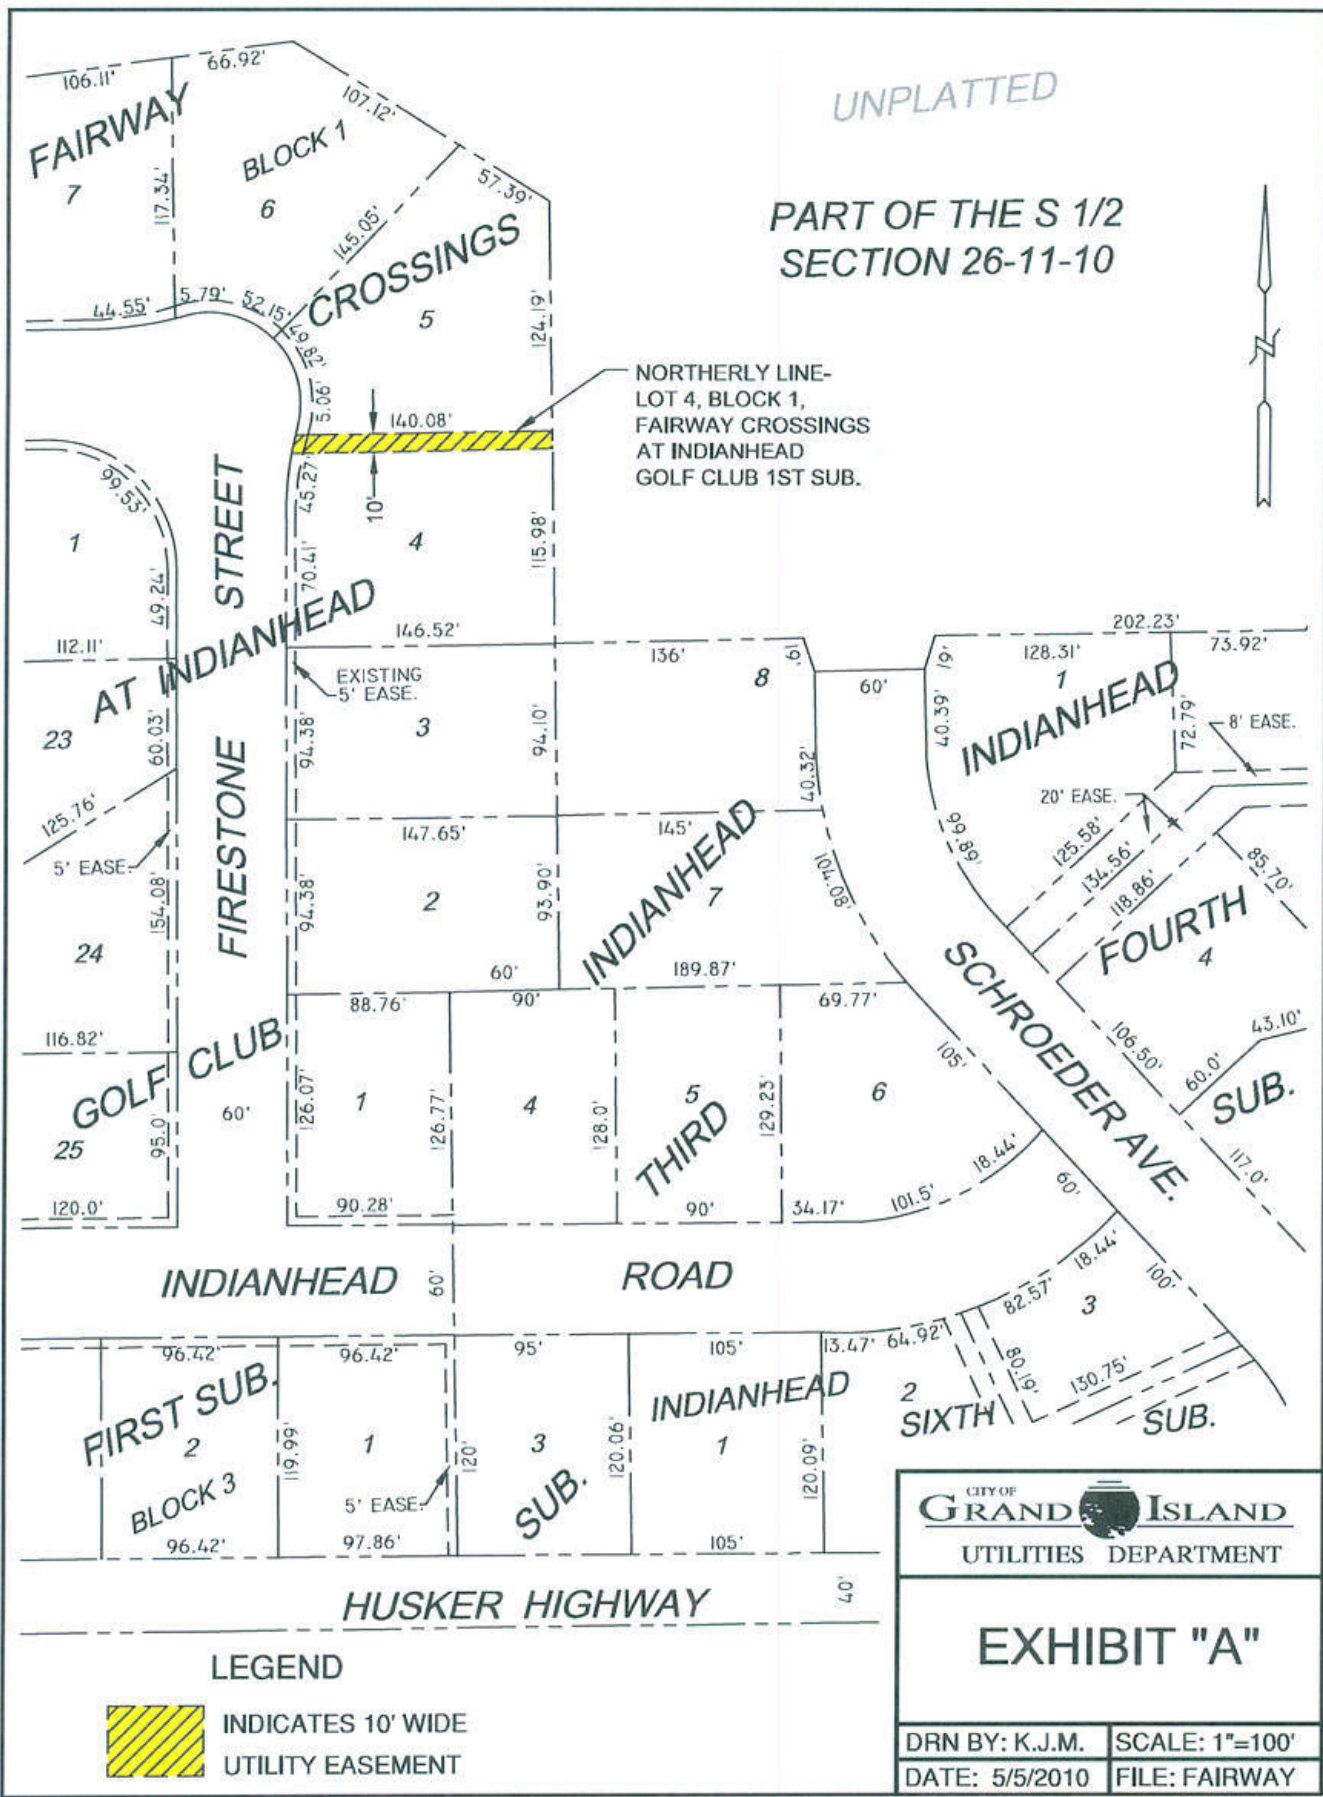 106.11'
66.92'
107.12'
UNPLATTED
FAIRWAY
BLOCK 1
7
117.34'
6
57.39'
145.05'
CROSSINGS
PART OF THE S 1/2
SECTION 26-11-10
44.55'
5.79'
52.15'
49.82'
5
124.19'
5.06'
NORTHERLY LINE-
LOT 4, BLOCK 1,
FAIRWAY CROSSINGS
AT INDIANHEAD
GOLF CLUB 1ST SUB.
140.08'
99.53'
45.27'
10'
1
STREET
4
115.98'
49.24'
70.41'
112.11'
AT INDIANHEAD
146.52'
136'
19'
202.23'
19'
128.31'
73.92'
EXISTING
5' EASE.
8
60'
1
INDIANHEAD
72.79'
8' EASE.
23
60.03'
94.38'
3
94.10'
40.32'
40.39'
125.76'
20' EASE.
147.65'
145'
99.89'
125.58'
134.56'
118.86'
85.70'
5' EASE.
154.08'
FIRESTONE
94.38'
2
93.90'
INDIANHEAD
7
104.08'
FOURTH
4
24
60'
189.87'
SCHROEDER AVE.
88.76'
90'
69.77'
116.82'
GOLF CLUB
105'
106.50'
43.10'
60.0'
SUB.
60'
126.07'
1
126.77'
4
128.0'
5
THIRD
129.23'
6
25
95.0'
18.44'
117.0'
120.0'
90.28'
90'
34.17'
101.5'
60'
INDIANHEAD ROAD
60'
18.44'
82.57'
100'
3
96.42'
96.42'
95'
105'
13.47'
64.92'
80.19'
130.75'
FIRST SUB.
2
119.99'
1
120'
3
120.06'
INDIANHEAD
1
120.09'
2
SIXTH
SUB.
BLOCK 3
5' EASE.
SUB.
96.42'
97.86'
105'
HUSKER HIGHWAY
40'
CITY OF
GRAND ISLAND
UTILITIES DEPARTMENT
EXHIBIT "A"
LEGEND
INDICATES 10' WIDE
UTILITY EASEMENT
DRN BY: K.J.M.
SCALE: 1"=100'
DATE: 5/5/2010
FILE: FAIRWAY